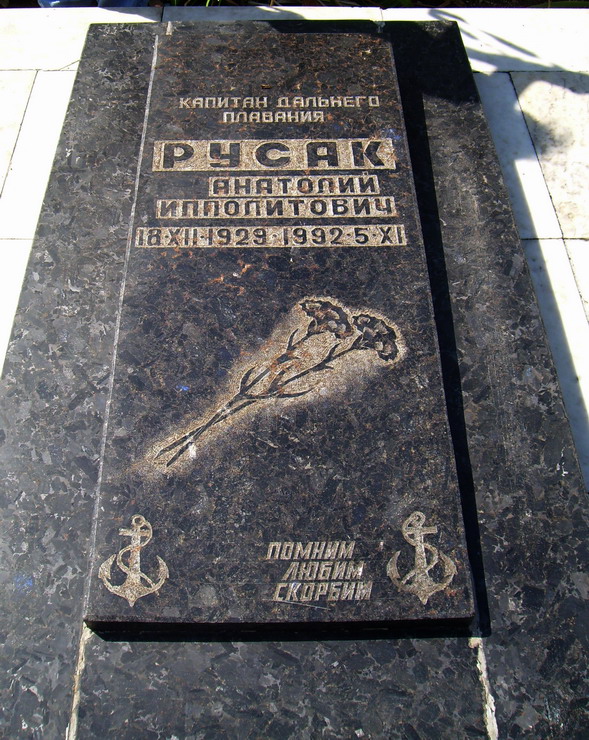 КАПИТАН ДАЛЬНЕГО
ПЛАВАНИЯ
РУСАК
АНАТОЛИЙ
ИППОЛИТОВИЧ
18·XII·1929·1992·5·XI
ПОМНИМ
ЛЮБИМ
СКОРБИМ